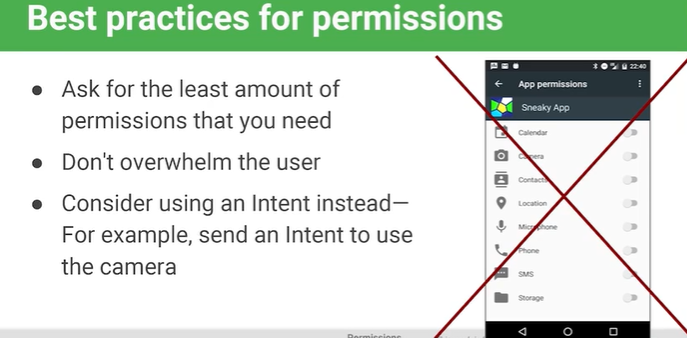 Best practices for permissions
● Ask for the least amount of
permissions that you need
● Don't overwhelm the user
● Consider using an Intent instead—
For example, send an Intent to use
the camera
22:40
App permissions
Sneaky App
Calendar
Camera
Contacts
Location
Microphone
Phone
SMS
Storage
Permissions